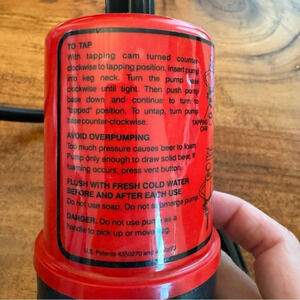 TO TAP
With tapping cam turned counter-
clockwise to tapping position, insert pump
into keg neck. Turn the pump base
clockwise until tight. Then push pump
base down and continue to turn to
"tapped" position. To untap, turn pump
base counter-clockwise.
AVOID OVERPUMPING
Too much pressure causes beer to foam.
Pump only enough to draw solid beer. If
foaming occurs, press vent button.
FLUSH WITH FRESH COLD WATER
BEFORE AND AFTER EACH USE
Do not use soap. Do not submerge pump.
DANGER: Do not use pump as a
handle to pick up or move keg.
U.S. Patents 4350270 and
TAPPING
CAM